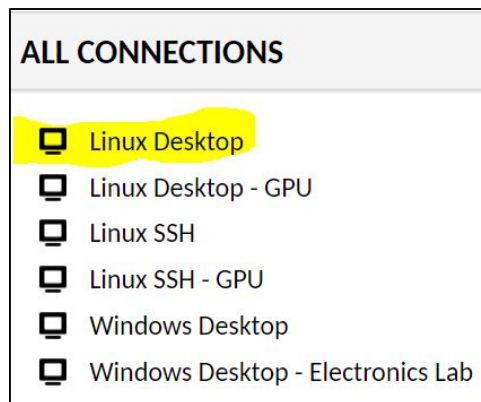 ALL CONNECTIONS
Linux Desktop
Linux Desktop - GPU
Linux SSH
Linux SSH - GPU
Windows Desktop
Windows Desktop - Electronics Lab